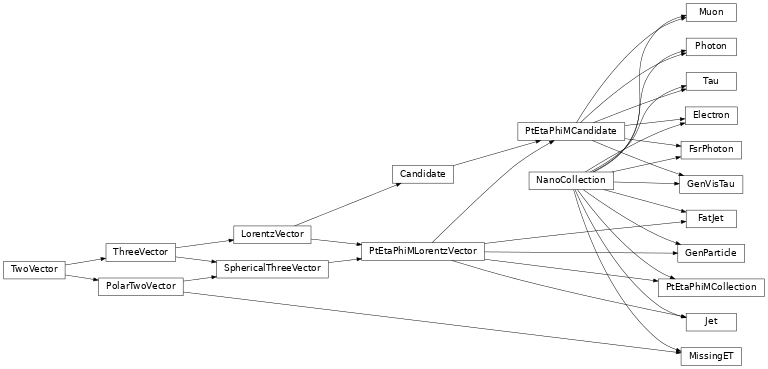 Muon
Photon
Tau
Electron
PtEtaPhiMCandidate
FsrPhoton
Candidate
NanoCollection
GenVisTau
FatJet
LorentzVector
ThreeVector
PtEtaPhiMLorentzVector
GenParticle
TwoVector
SphericalThreeVector
PolarTwoVector
PtEtaPhiMCollection
Jet
MissingET